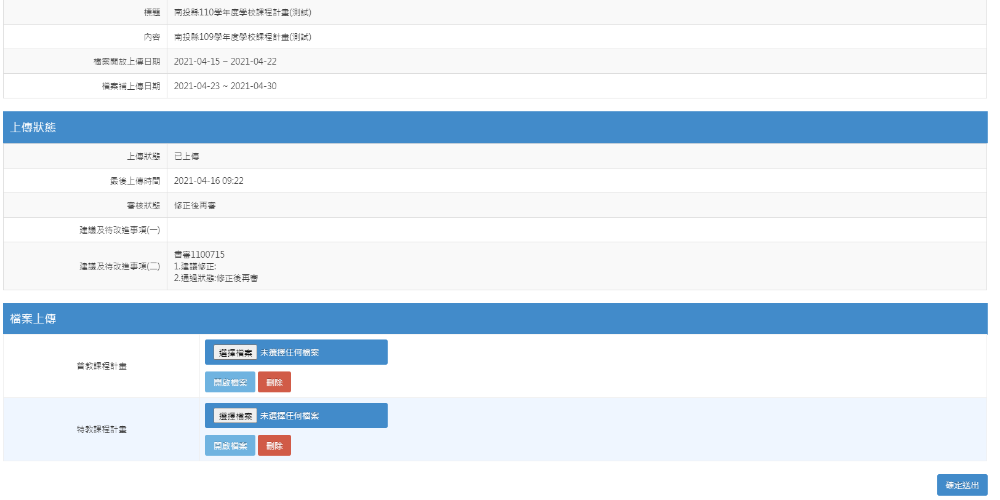 標題 南投縣110學年度學校課程計畫(測試)
內容 南投縣109學年度學校課程計畫(測試)
檔案開放上傳日期 2021-04-15 ~ 2021-04-22
檔案補上傳日期 2021-04-23 ~ 2021-04-30
上傳狀態
上傳狀態 已上傳
最後上傳時間 2021-04-16 09:22
審核狀態 修正後再審
建議及待改進事項(一)
建議及待改進事項(二)
書審1100715
1.建議修正:
2.通過狀態:修正後再審
檔案上傳
普教課程計畫
選擇檔案 未選擇任何檔案
開啟檔案 刪除
特教課程計畫
選擇檔案 未選擇任何檔案
開啟檔案 刪除
確定送出